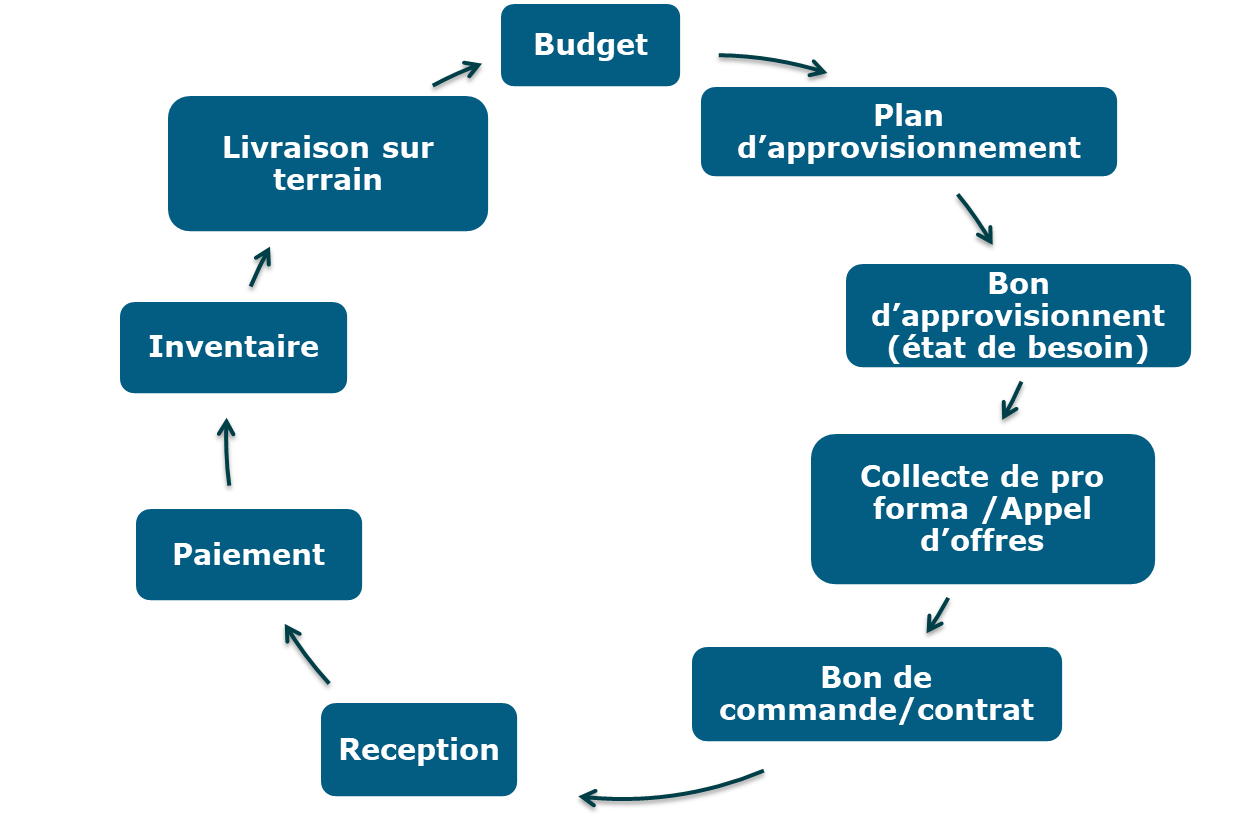 Budget
Plan
d’approvisionnement
Bon
d’approvisionnent
(état de besoin)
Collecte de pro
forma /Appel
d’offres
Bon de
commande/contrat
Reception
Paiement
Inventaire
Livraison sur
terrain